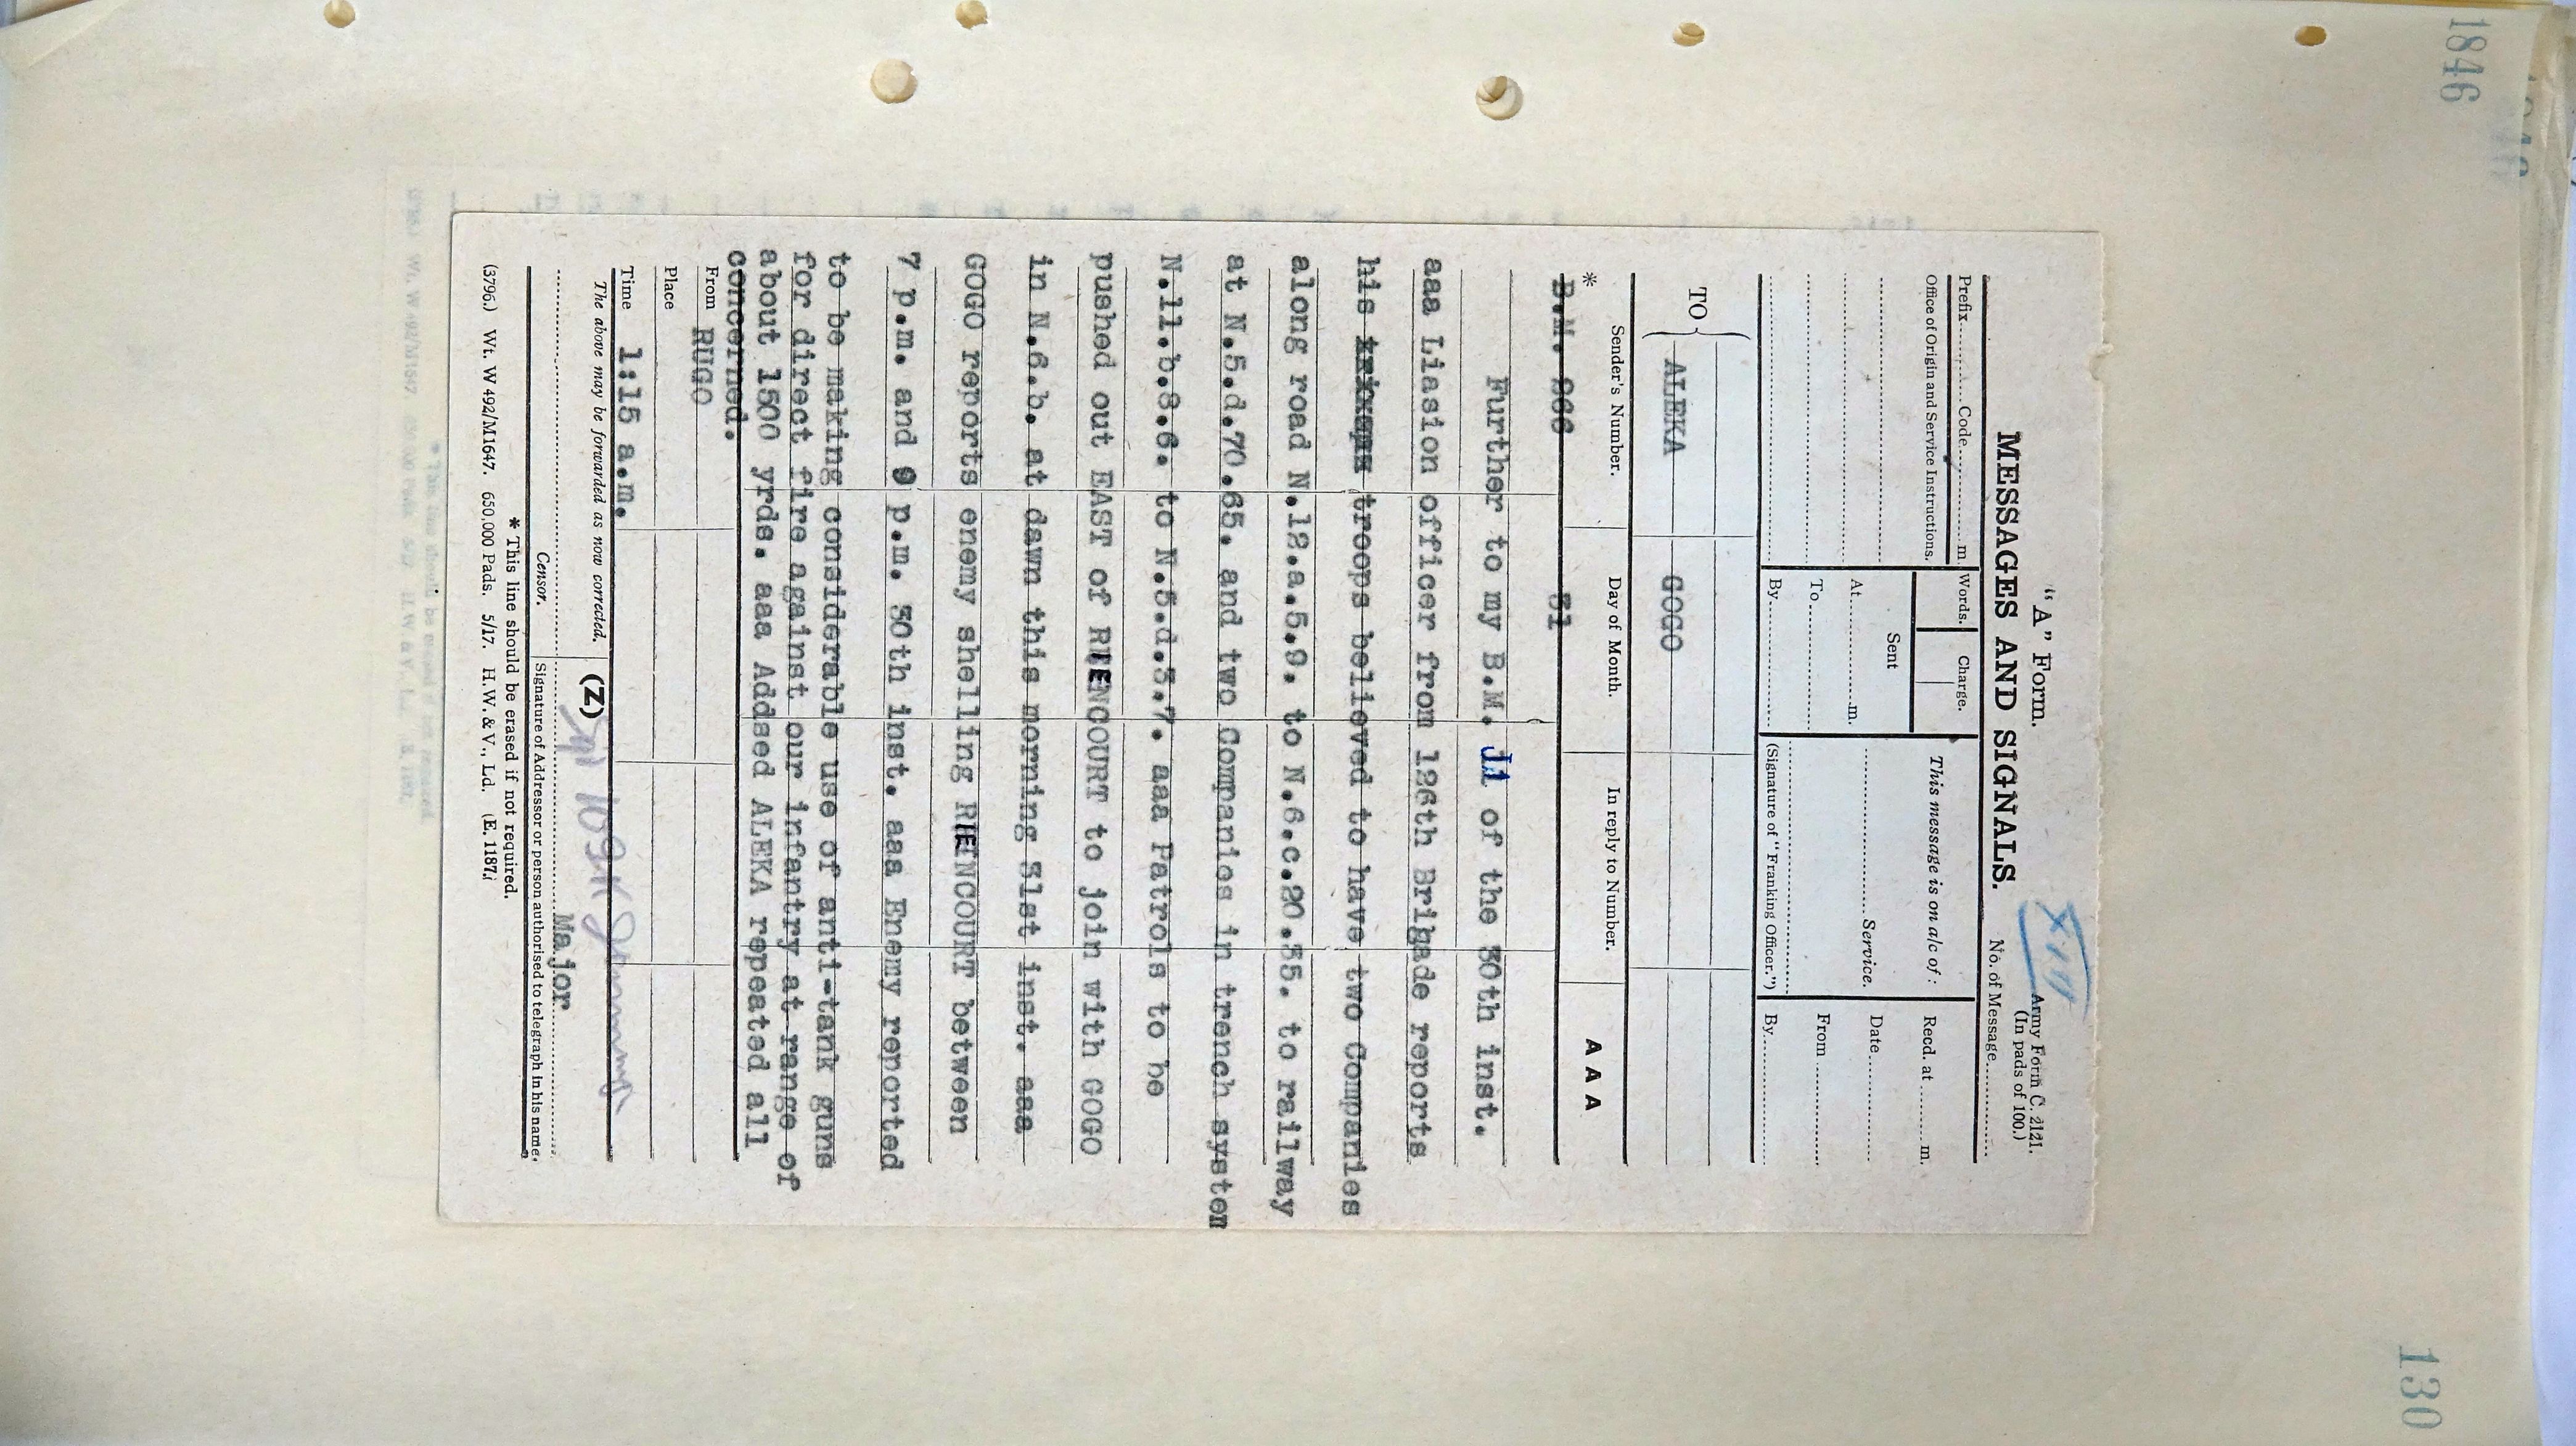 1846
130
XIII
"A" Form.
Army Form C. 2121.
(In pads of 100.)
MESSAGES AND SIGNALS.
No. of Message
Prefix Code m
Words.
Charge.
This message is on a/c of :
Recd. at m.
Office of Origin and Service Instructions.
Sent
At m.
Service.
Date
To
From
By
(Signature of "Franking Officer.")
By
TO
ALEKA
GOGO
* Sender's Number.
Day of Month.
In reply to Number.
AAA
B.M. 966
31
Further to my B.M. J1 of the 30th inst.
aaa Liasion officer from 126th Brigade reports
his troops believed to have two Companies
along road N.12.a.5.9. to N.6.c.20.35. to railway
at N.5.d.70.65. and two Companies in trench system
N.11.b.8.6. to N.5.d.3.7. aaa Patrols to be
pushed out EAST of RIENCOURT to join with GOGO
in N.6.b. at dawn this morning 31st inst. aaa
GOGO reports enemy shelling RIENCOURT between
7 p.m. and 9 p.m. 30th inst. aaa Enemy reported
to be making considerable use of anti-tank guns
for direct fire against our infantry at range of
about 1500 yrds. aaa Addsed ALEKA repeated all
concerned.
From RUGO
Place
Time 1:15 a.m.
The above may be forwarded as now corrected.
(Z)
Major
Censor.
Signature of Addressor or person authorised to telegraph in his name.
* This line should be erased if not required.
(3796.) Wt. W 492/M1647. 650,000 Pads. 5/17. H.W. & V., Ld. (E. 1187.)